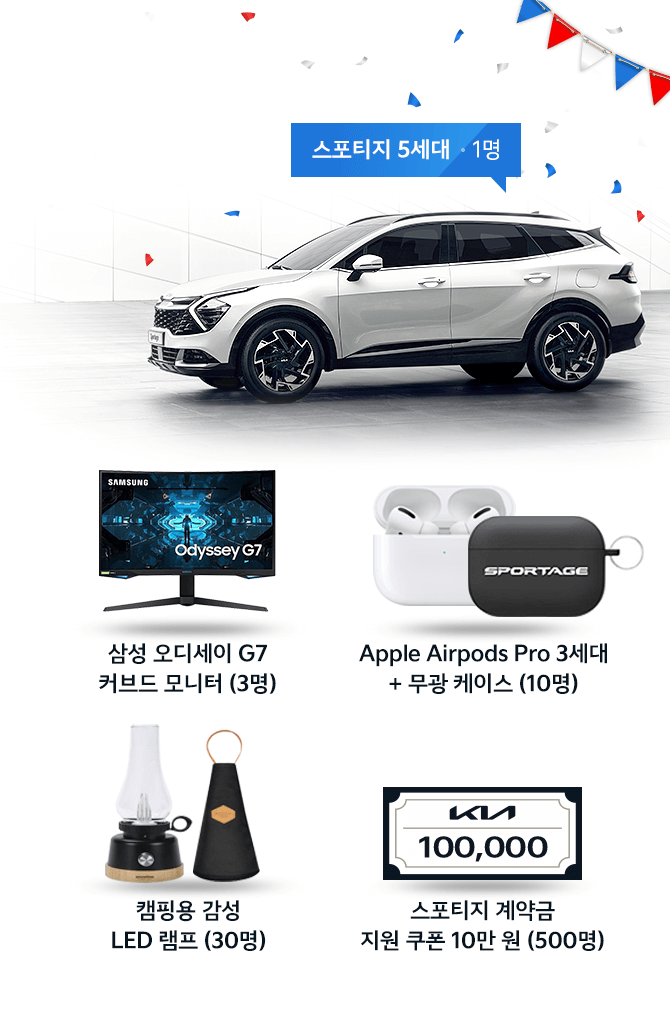 스포티지 5세대 · 1명
SAMSUNG
Odyssey G7
SPORTAGE
삼성 오디세이 G7
커브드 모니터 (3명)
Apple Airpods Pro 3세대
+ 무광 케이스 (10명)
KIA
100,000
캠핑용 감성
LED 램프 (30명)
스포티지 계약금
지원 쿠폰 10만 원 (500명)